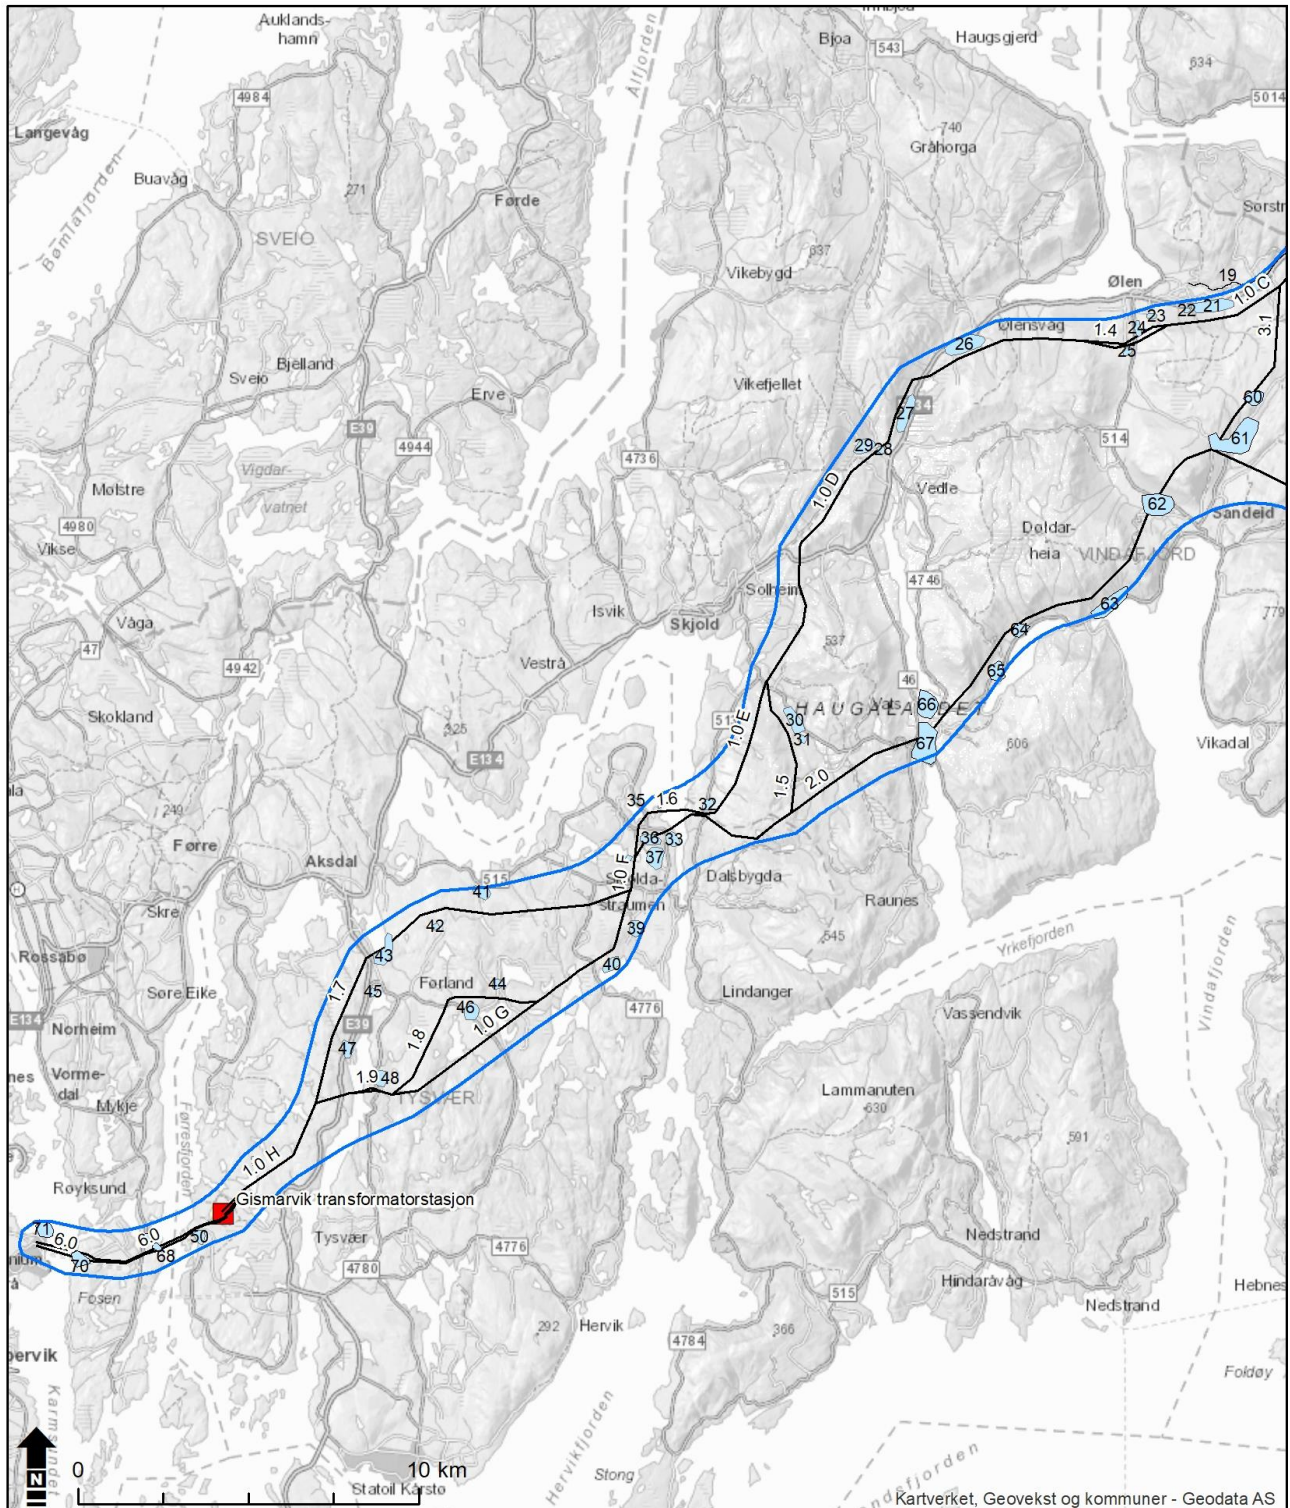 Auklands-
hamn
Innbjoa
Bjoa
543
Haugsgjerd
634
5014
4984
Langevåg
Ålfjorden
740
Gråhorga
Buavåg
271
Førde
Bømlafjorden
SVEIO
637
Vikebygd
Sørstr
Ølen
19
1.0 C
Ølensvåg
1.4
23
22
21
24
25
3.1
26
Bjelland
Sveio
Erve
Vikefjellet
27
60
E39
4944
514
61
29
28
4736
Vigdar-
vatnet
Mølstre
4980
Vikse
1.0 D
Vedle
62
Sandeid
Døldar-
heia
VINDAFJORD
4746
Solheim
Isvik
Skjold
63
779
Våga
47
4942
Vestrå
537
64
46
65
Skokland
325
HAUGALANDET
Vats
66
30
31
1.0 E
E134
67
606
Vikadal
249
35
1.6
32
1.5
2.0
Førre
36
33
37
Aksdal
515
1.0 F
Dalsbygda
41
straumen
Raunes
Skre
42
39
545
Yrkefjorden
Rossabø
43
40
Søre Eike
1.7
45
Førland
44
46
Lindanger
4776
Vassendvik
Vindafjorden
E134
Norheim
E39
1.0 G
1.8
47
Vorme-
dal
1.9
48
TYSVÆR
Mykje
Lammanuten
630
591
Førresfjorden
1.0 H
Røyksund
Gismarvik transformatorstasjon
71
6.0
6.0
50
70
68
Tysvær
4776
Nedstrand
4780
Fosen
Hindaråvåg
Hebnes
515
Nedstrand
292
Hervik
4784
366
Foldøy
Karmsundet
Hervikfjorden
N
0
10 km
Stong
Statoil Kårstø
Kartverket, Geovekst og kommuner - Geodata AS